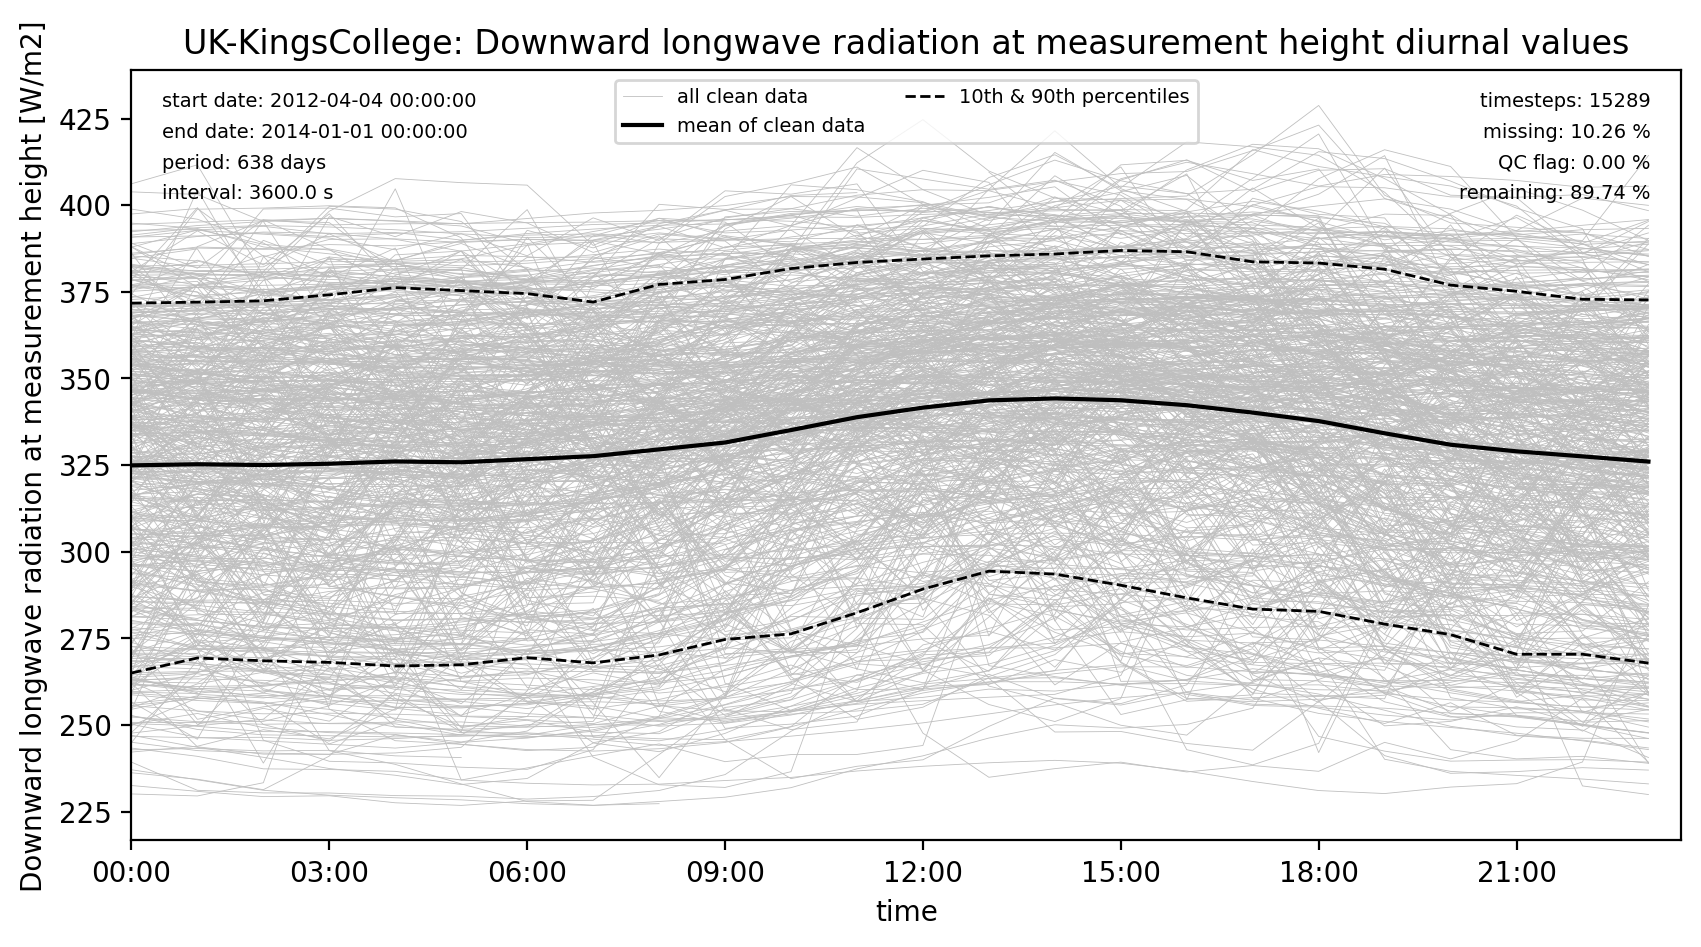 UK-KingsCollege: Downward longwave radiation at measurement height diurnal values
Downward longwave radiation at measurement height [W/m2]
start date: 2012-04-04 00:00:00
end date: 2014-01-01 00:00:00
period: 638 days
interval: 3600.0 s
all clean data
mean of clean data
10th & 90th percentiles
timesteps: 15289
missing: 10.26 %
QC flag: 0.00 %
remaining: 89.74 %
425
400
375
350
325
300
275
250
225
00:00 03:00 06:00 09:00 12:00 15:00 18:00 21:00
time